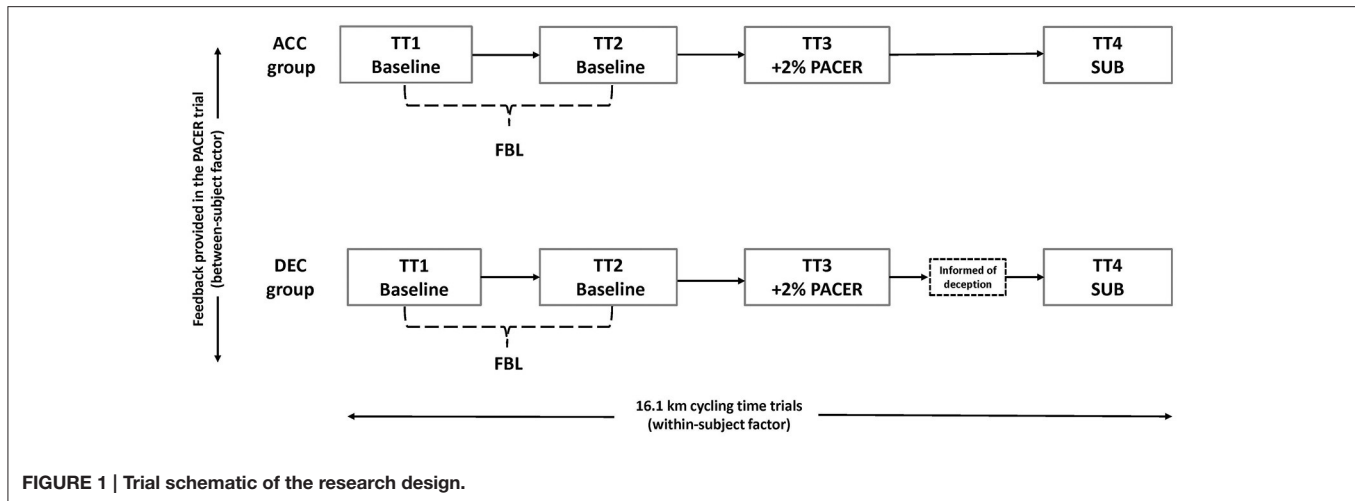 Feedback provided in the PACER trial
(between-subject factor)
ACC
group
TT1
Baseline
TT2
Baseline
TT3
+2% PACER
TT4
SUB
FBL
DEC
group
TT1
Baseline
TT2
Baseline
TT3
+2% PACER
Informed of
deception
TT4
SUB
FBL
16.1 km cycling time trials
(within-subject factor)
FIGURE 1 | Trial schematic of the research design.